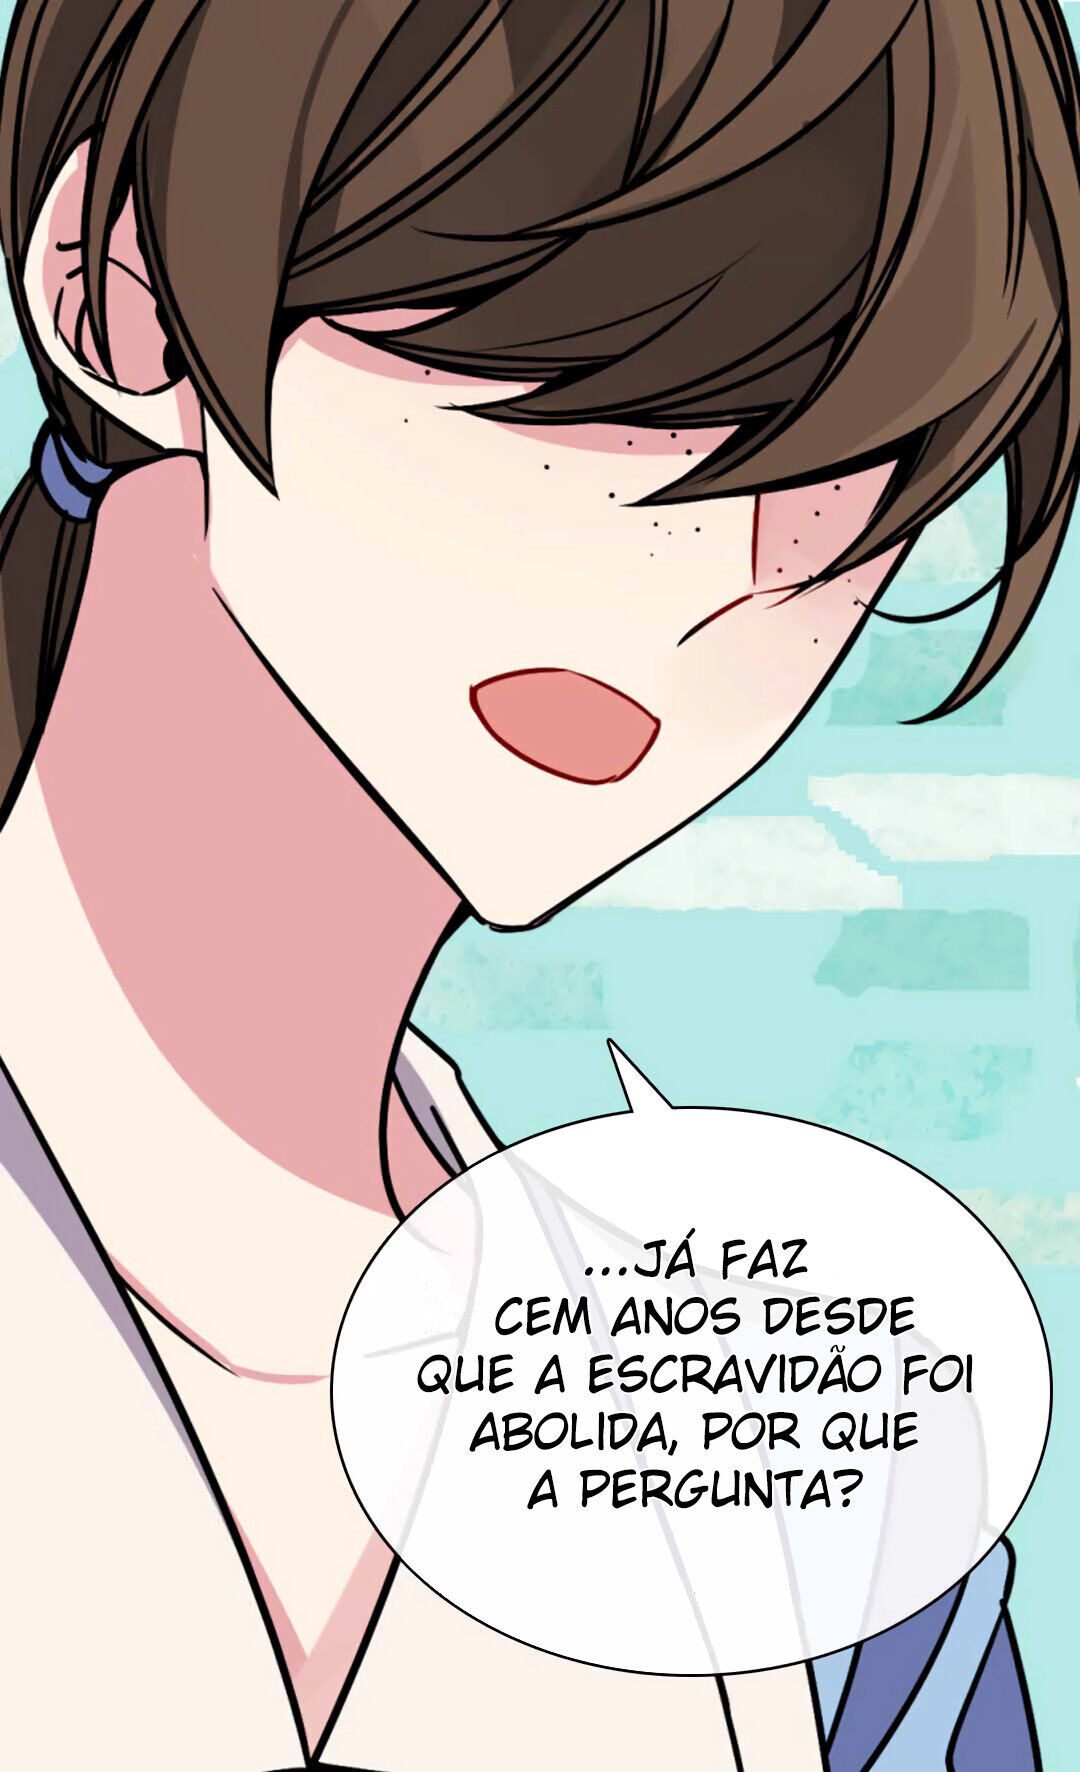 ...JÁ FAZ
CEM ANOS DESDE
QUE A ESCRAVIDÃO FOI
ABOLIDA, POR QUE
A PERGUNTA?